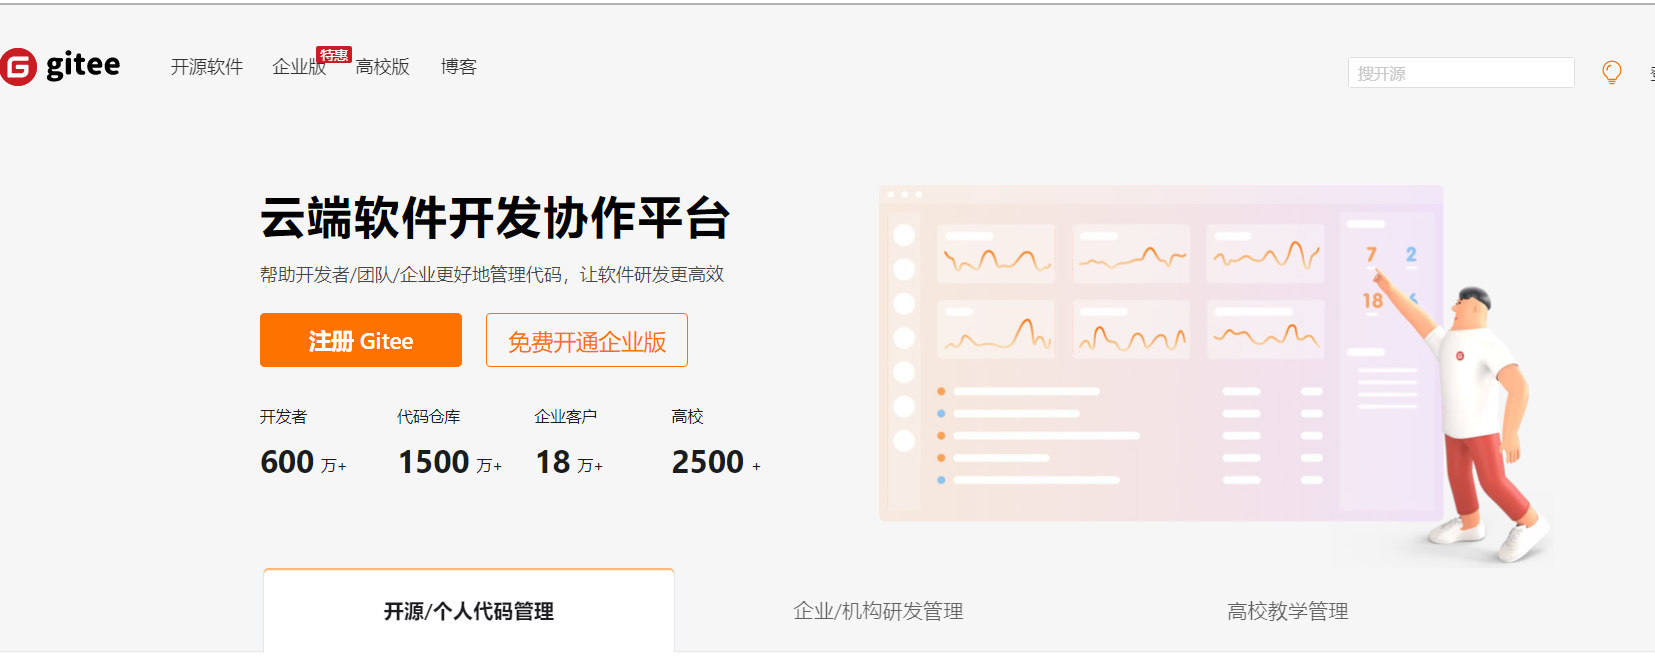 gitee
开源软件 企业版 特惠 高校版 博客
搜开源
云端软件开发协作平台
帮助开发者/团队/企业更好地管理代码，让软件研发更高效
注册 Gitee 免费开通企业版
开发者 代码仓库 企业客户 高校
600 万+ 1500 万+ 18 万+ 2500 +
7 2
18 6
开源/个人代码管理 企业/机构研发管理 高校教学管理